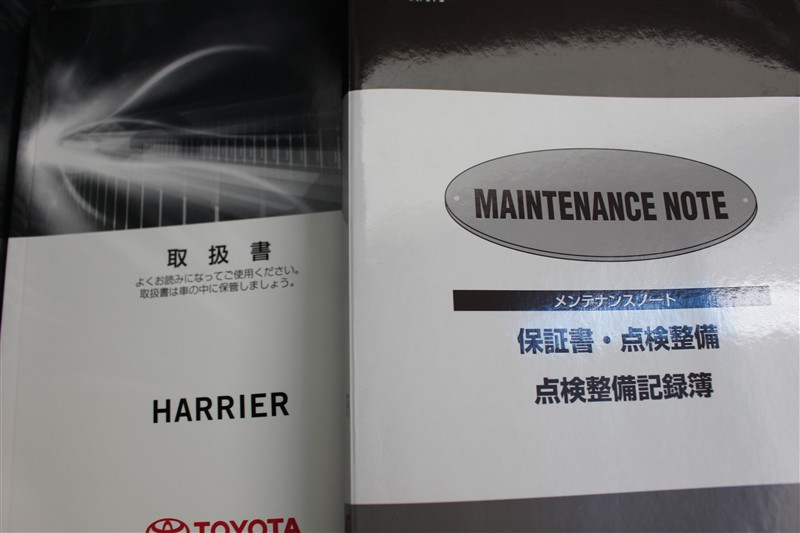 取扱書
よくお読みになってご使用ください。
取扱書は車の中に保管しましょう。
HARRIER
TOYOTA
MAINTENANCE NOTE
メンテナンスノート
保証書・点検整備
点検整備記録簿